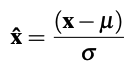 x̂ = (x − μ) / σ